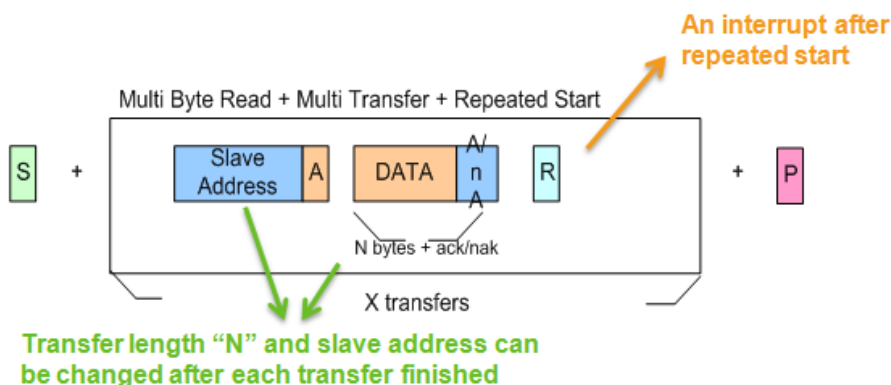 An interrupt after
repeated start
Multi Byte Read + Multi Transfer + Repeated Start
S + Slave Address A DATA A/nA R + P
N bytes + ack/nak
X transfers
Transfer length “N” and slave address can
be changed after each transfer finished